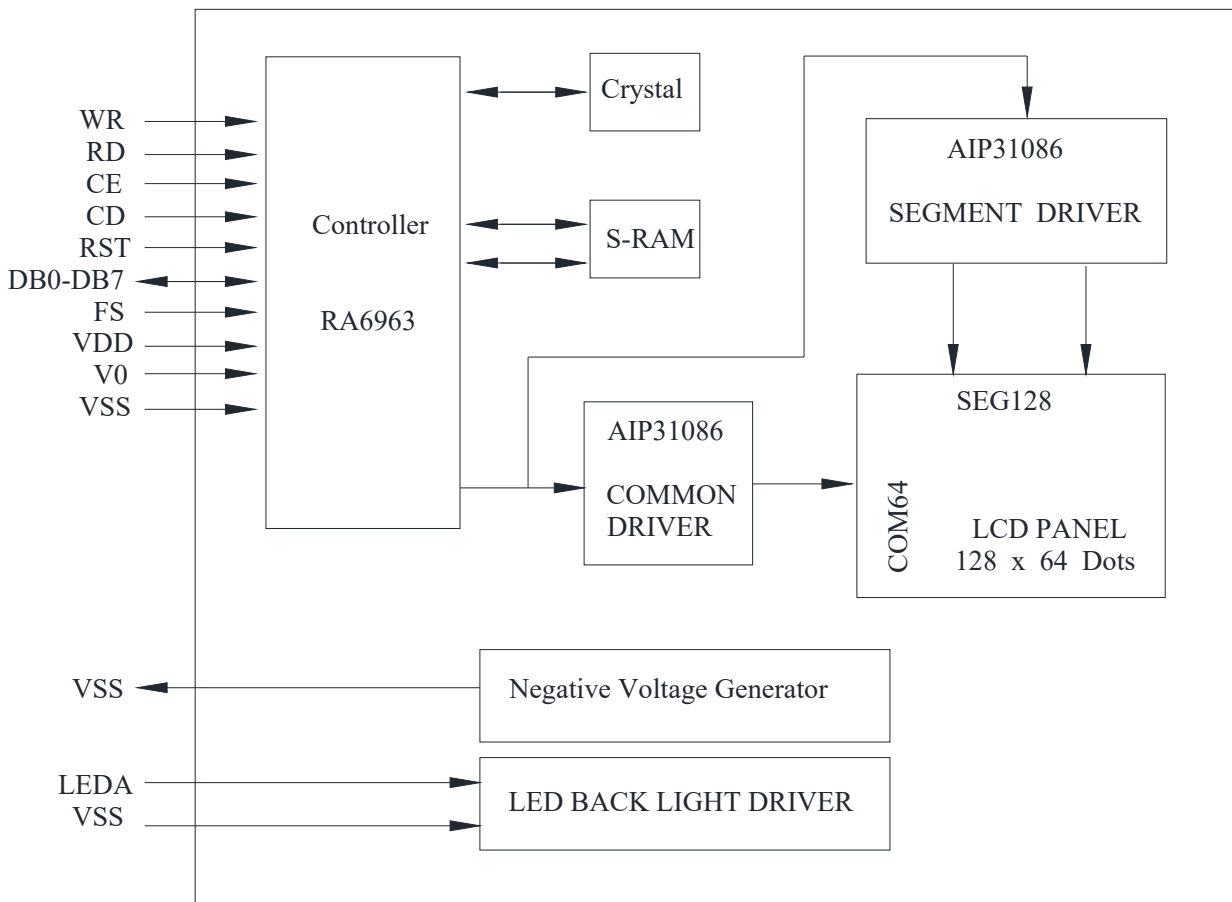 WR
RD
CE
CD
RST
DB0-DB7
FS
VDD
V0
VSS
Controller
RA6963
Crystal
S-RAM
AIP31086
SEGMENT DRIVER
AIP31086
COMMON
DRIVER
SEG128
COM64
LCD PANEL
128 x 64 Dots
VSS
Negative Voltage Generator
LEDA
VSS
LED BACK LIGHT DRIVER